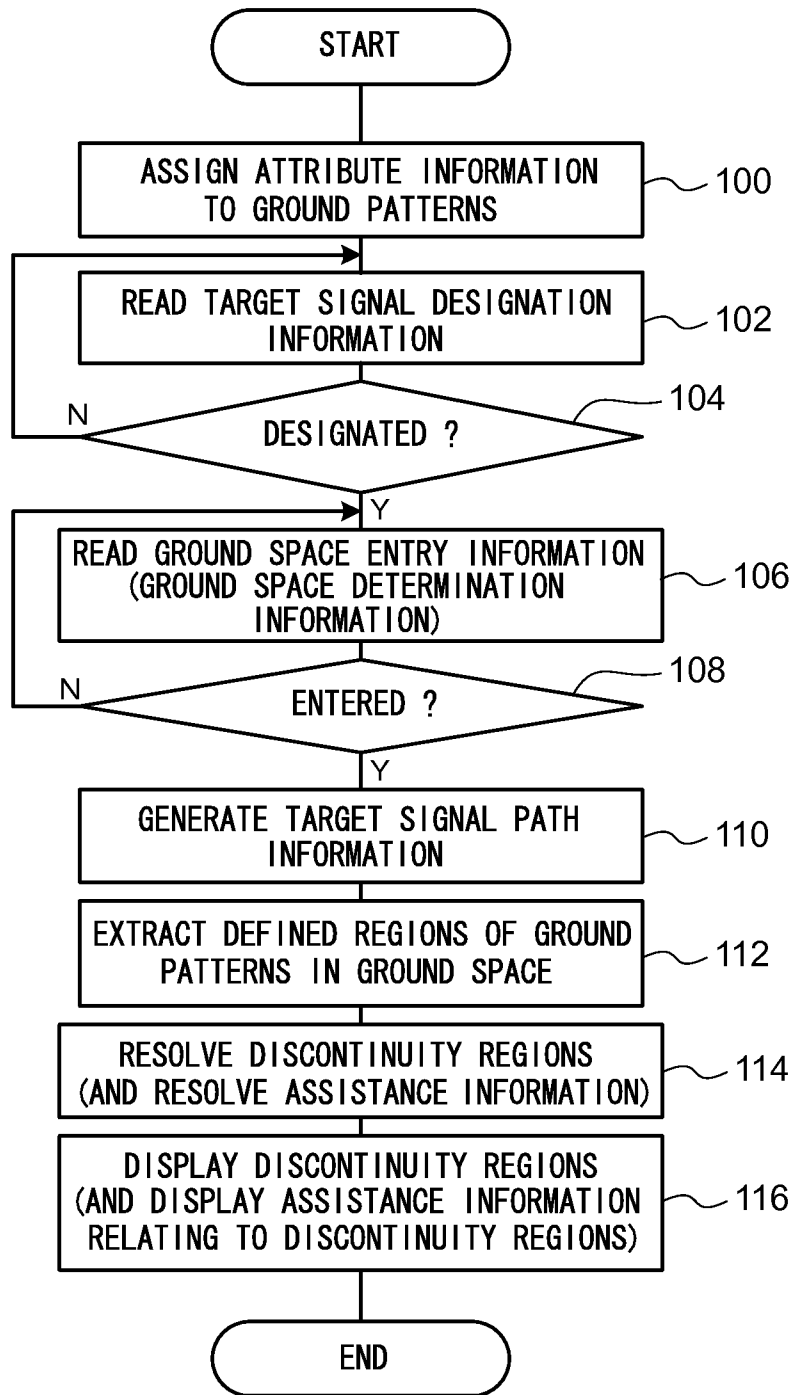 START
ASSIGN ATTRIBUTE INFORMATION
TO GROUND PATTERNS
100
READ TARGET SIGNAL DESIGNATION
INFORMATION
102
N
DESIGNATED ?
104
Y
READ GROUND SPACE ENTRY INFORMATION
(GROUND SPACE DETERMINATION
INFORMATION)
106
N
ENTERED ?
108
Y
GENERATE TARGET SIGNAL PATH
INFORMATION
110
EXTRACT DEFINED REGIONS OF GROUND
PATTERNS IN GROUND SPACE
112
RESOLVE DISCONTINUITY REGIONS
(AND RESOLVE ASSISTANCE INFORMATION)
114
DISPLAY DISCONTINUITY REGIONS
(AND DISPLAY ASSISTANCE INFORMATION
RELATING TO DISCONTINUITY REGIONS)
116
END